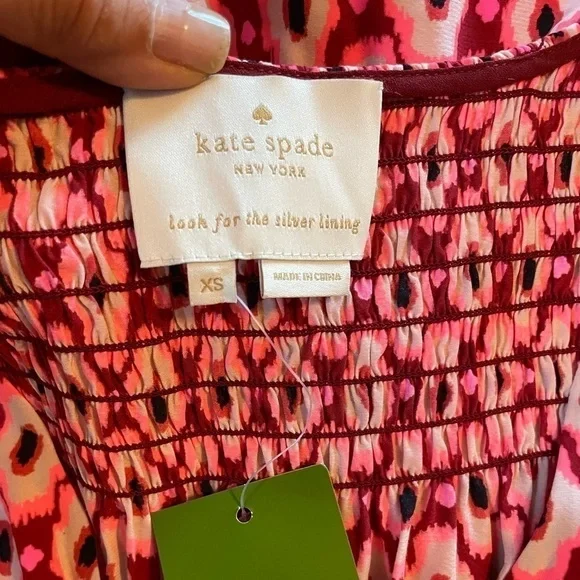 kate spade
NEW YORK
look for the silver lining
XS
MADE IN CHINA